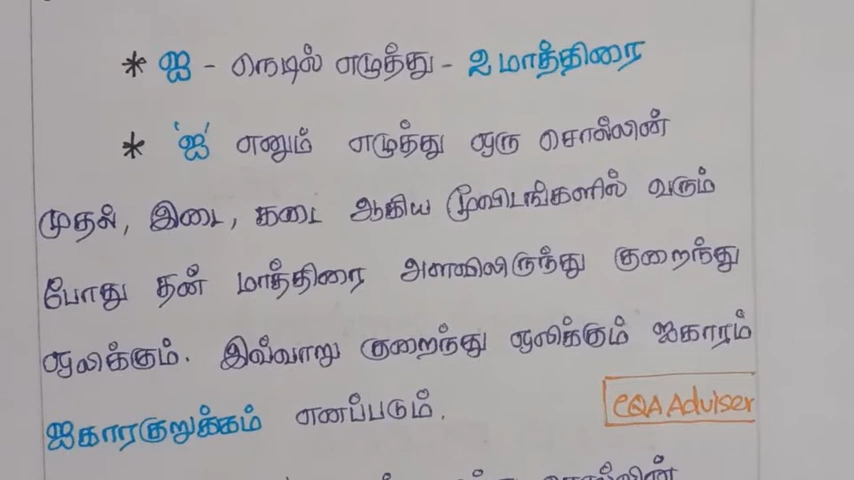 * ஐ - நெடில் எழுத்து - 2 மாத்திரை
* 'ஐ' எனும் எழுத்து ஒரு சொல்லின்
முதல், இடை, கடை ஆகிய மூவிடங்களில் வரும்
போது தன் மாத்திரை அளவிலிருந்து குறைந்து
ஒலிக்கும். இவ்வாறு குறைந்து ஒலிக்கும் ஐகாரம்
ஐகாரகுறுக்கம் எனப்படும்.
CQA Adviser